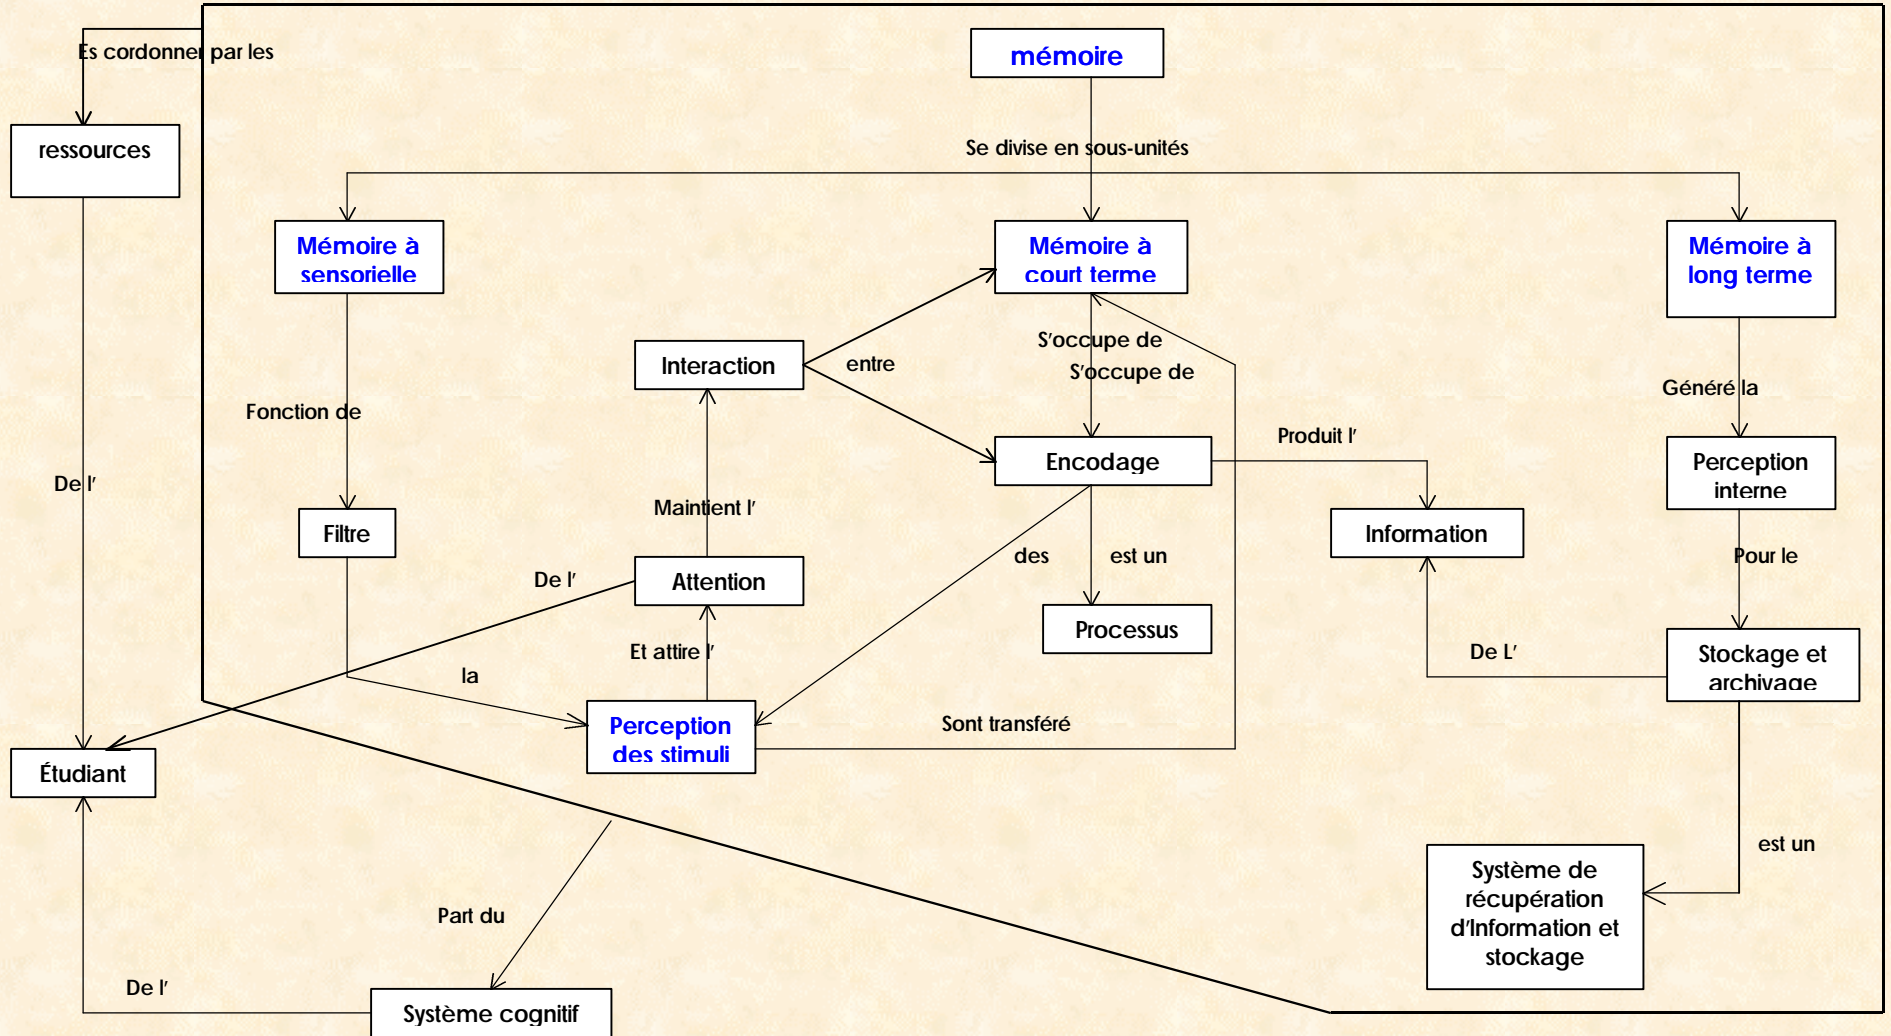 Es cordonner par les
mémoire
ressources
Se divise en sous-unités
Mémoire à
sensorielle
Mémoire à
court terme
Mémoire à
long terme
S'occupe de
S'occupe de
Interaction
entre
Généré la
Fonction de
Produit l'
Encodage
Perception
interne
De l'
Maintient l'
Filtre
Information
des
est un
Pour le
De l'
Attention
Processus
Et attire l'
De L'
Stockage et
archivage
la
Perception
des stimuli
Sont transféré
Étudiant
est un
Système de
récupération
d'Information et
stockage
Part du
De l'
Système cognitif